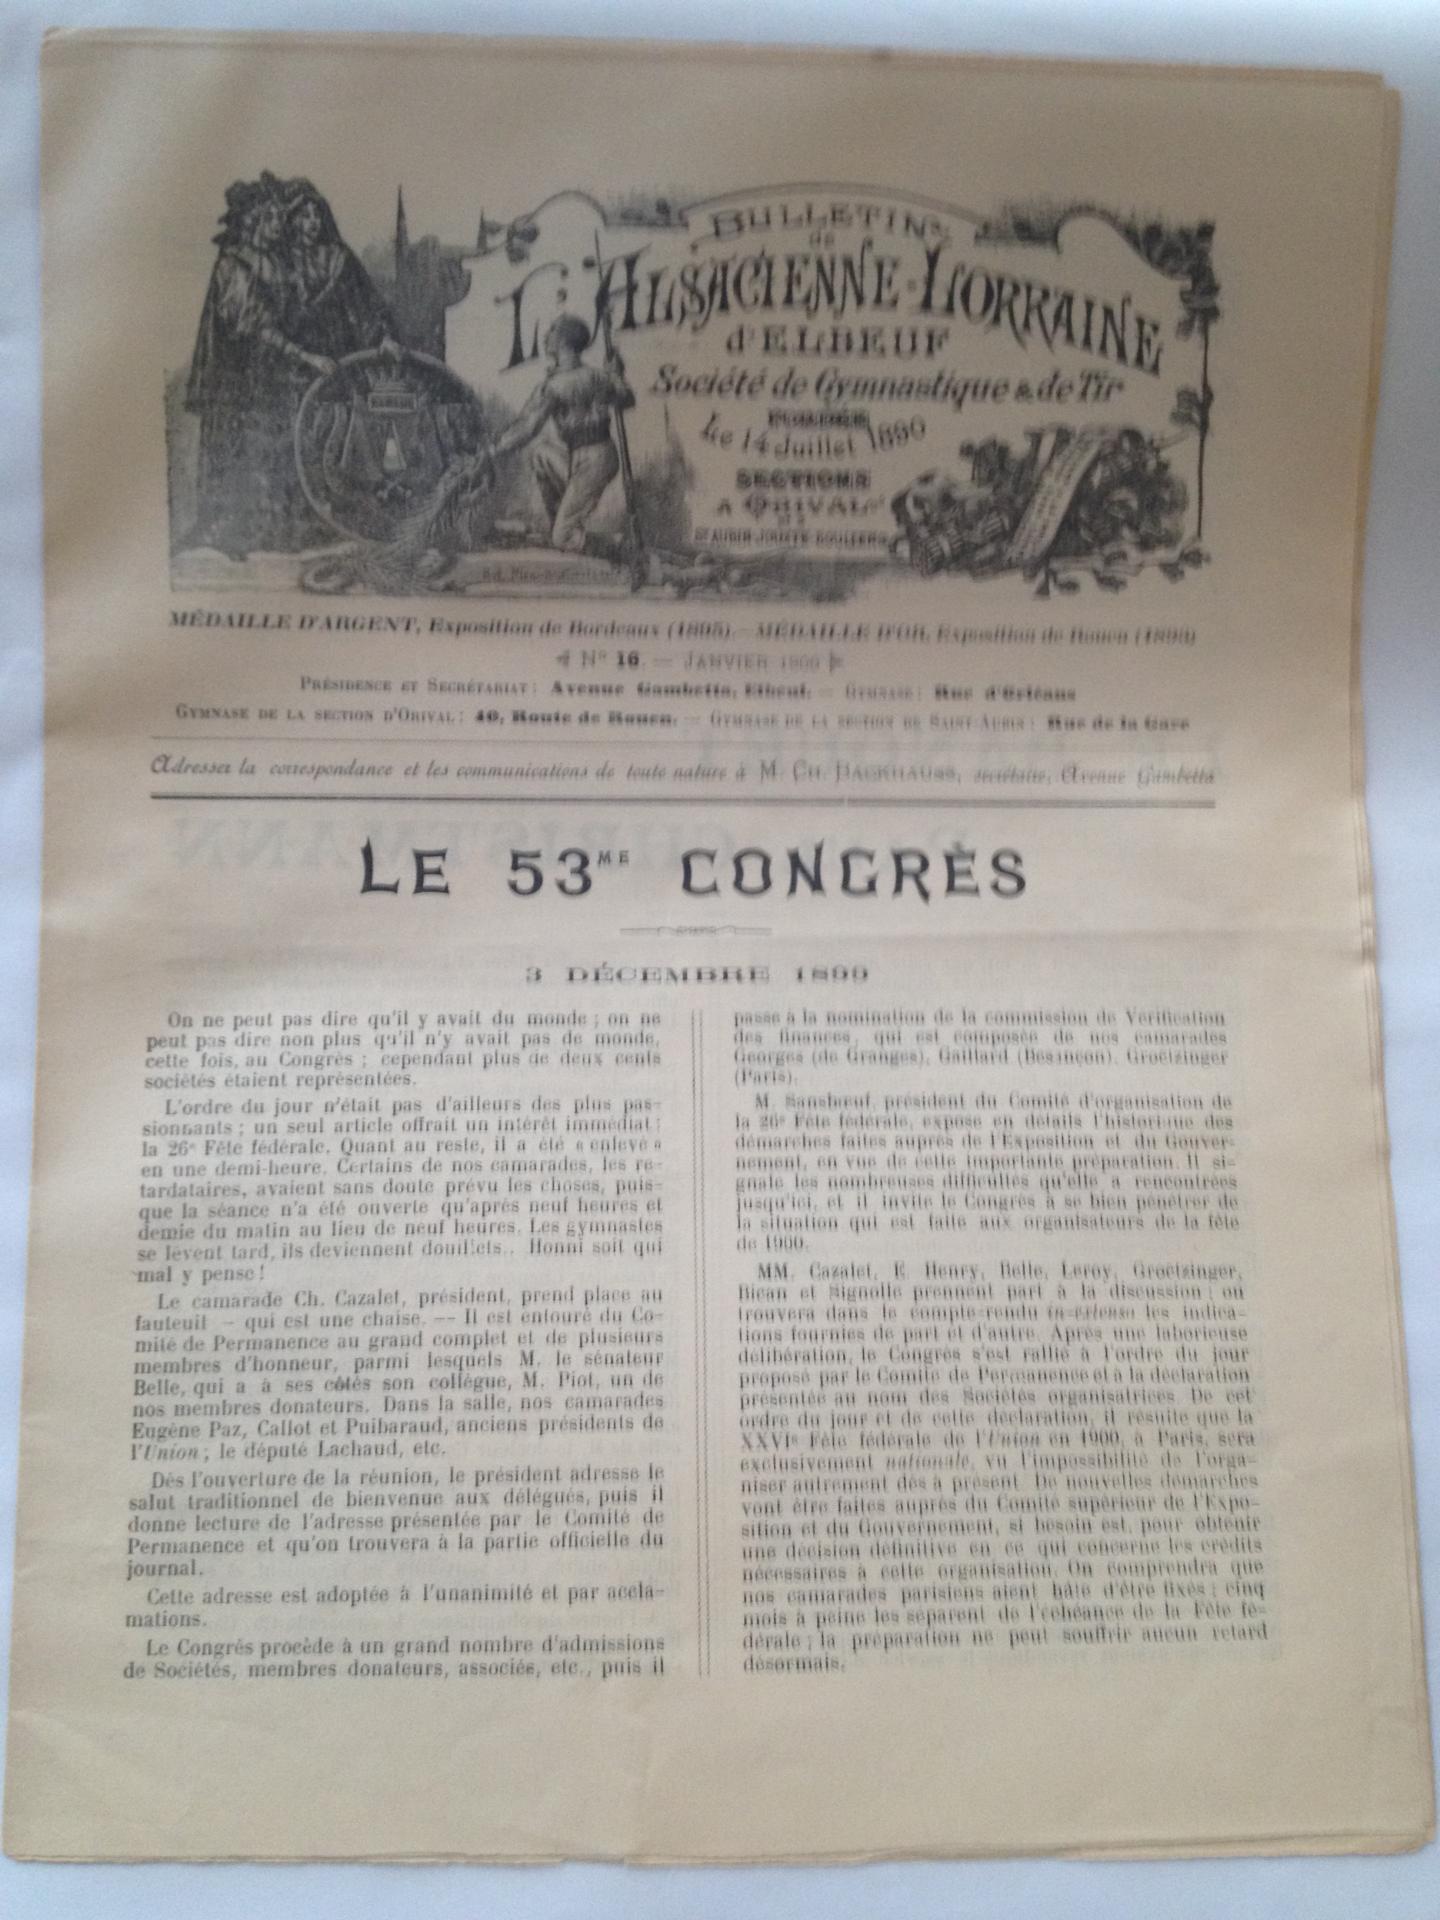 BULLETIN
de
L'ALSACIENNE-LORRAINE
d'ELBEUF
Société de Gymnastique & de Tir
FONDÉE
Le 14 Juillet 1890
SECTIONS
A ORIVAL
ET A
St AUBIN-JOUXTE-BOULLENG
MÉDAILLE D'ARGENT, Exposition de Bordeaux (1895). — MÉDAILLE D'OR, Exposition de Rouen
N° 16. — JANVIER 1900
PRÉSIDENCE ET SECRÉTARIAT : Avenue Gambetta, Elbeuf. — GYMNASE : Rue d'Orléans
GYMNASE DE LA SECTION D'ORIVAL : 40, Route de Rouen. — GYMNASE DE LA SECTION DE SAINT-AUBIN : Rue de la Gare
Adresser la correspondance et les communications de toute nature à M. CH. BACKHAUSS, secrétaire, Avenue Gambetta
LE 53ME CONGRÈS
3 DÉCEMBRE 1899
On ne peut pas dire qu'il y avait du monde ; on ne
peut pas dire non plus qu'il n'y avait pas de monde,
cette fois, au Congrès ; cependant plus de deux cents
sociétés étaient représentées.
L'ordre du jour n'était pas d'ailleurs des plus pas-
sionnants ; un seul article offrait un intérêt immédiat :
la 26e Fête fédérale. Quant au reste, il a été « enlevé »
en une demi-heure. Certains de nos camarades, les re-
tardataires, avaient sans doute prévu les choses, puis-
que la séance n'a été ouverte qu'après neuf heures et
demie du matin au lieu de neuf heures. Les gymnastes
se lèvent tard, ils deviennent douillets.. Honni soit qui
mal y pense !
Le camarade Ch. Cazalet, président, prend place au
fauteuil — qui est une chaise. — Il est entouré du Co-
mité de Permanence au grand complet et de plusieurs
membres d'honneur, parmi lesquels M. le sénateur
Belle, qui a à ses côtés son collègue, M. Piot, un de
nos membres donateurs. Dans la salle, nos camarades
Eugène Paz, Callot et Puibaraud, anciens présidents de
l'Union ; le député Lachaud, etc.
Dès l'ouverture de la réunion, le président adresse le
salut traditionnel de bienvenue aux délégués, puis il
donne lecture de l'adresse présentée par le Comité de
Permanence et qu'on trouvera à la partie officielle du
journal.
Cette adresse est adoptée à l'unanimité et par accla-
mations.
Le Congrès procède à un grand nombre d'admissions
de Sociétés, membres donateurs, associés, etc., puis il
passe à la nomination de la commission de Vérification
des finances, qui est composée de nos camarades
Georges (de Granges), Gaillard (Besançon), Groetzinger
(Paris).
M. Sansbœuf, président du Comité d'organisation de
la 26e Fête fédérale, expose en détails l'historique des
démarches faites auprès de l'Exposition et du Gouver-
nement, en vue de cette importante préparation. Il si-
gnale les nombreuses difficultés qu'elle a rencontrées
jusqu'ici, et il invite le Congrès à se bien pénétrer de
la situation qui est faite aux organisateurs de la fête
de 1900.
MM. Cazalet, E. Henry, Belle, Leroy, Groetzinger,
Bican et Signolle prennent part à la discussion ; on
trouvera dans le compte-rendu in-extenso les indica-
tions fournies de part et d'autre. Après une laborieuse
délibération, le Congrès s'est rallié à l'ordre du jour
proposé par le Comité de Permanence et à la déclaration
présentée au nom des Sociétés organisatrices. De cet
ordre du jour et de cette déclaration, il résulte que la
XXVIe Fête fédérale de l'Union en 1900, à Paris, sera
exclusivement nationale, vu l'impossibilité de l'orga-
niser autrement dès à présent. De nouvelles démarches
vont être faites auprès du Comité supérieur de l'Expo-
sition et du Gouvernement, si besoin est, pour obtenir
une décision définitive en ce qui concerne les crédits
nécessaires à cette organisation. On comprendra que
nos camarades parisiens aient hâte d'être fixés ; cinq
mois à peine les séparent de l'échéance de la Fête fé-
dérale ; la préparation ne peut souffrir aucun retard
désormais.